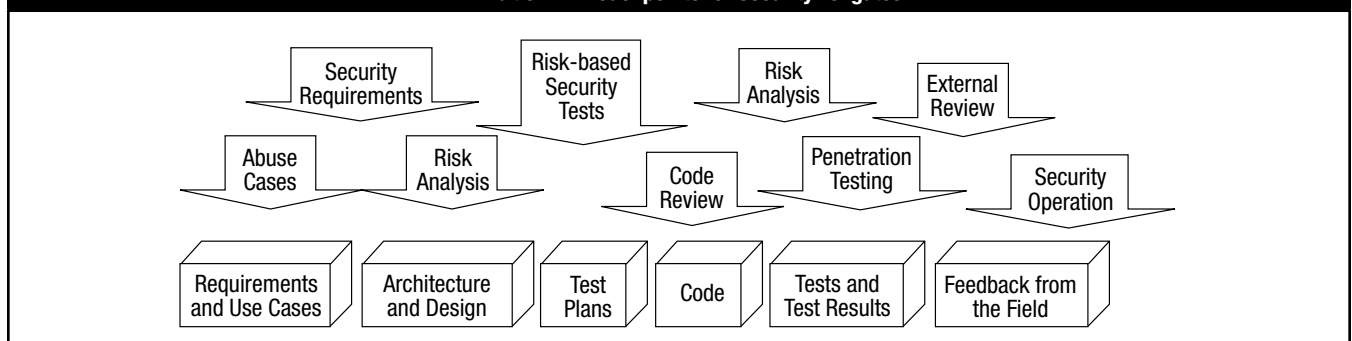 Security
Requirements
Risk-based
Security
Tests
Risk
Analysis
External
Review
Abuse
Cases
Risk
Analysis
Code
Review
Penetration
Testing
Security
Operation
Requirements
and Use Cases
Architecture
and Design
Test
Plans
Code
Tests and
Test Results
Feedback from
the Field